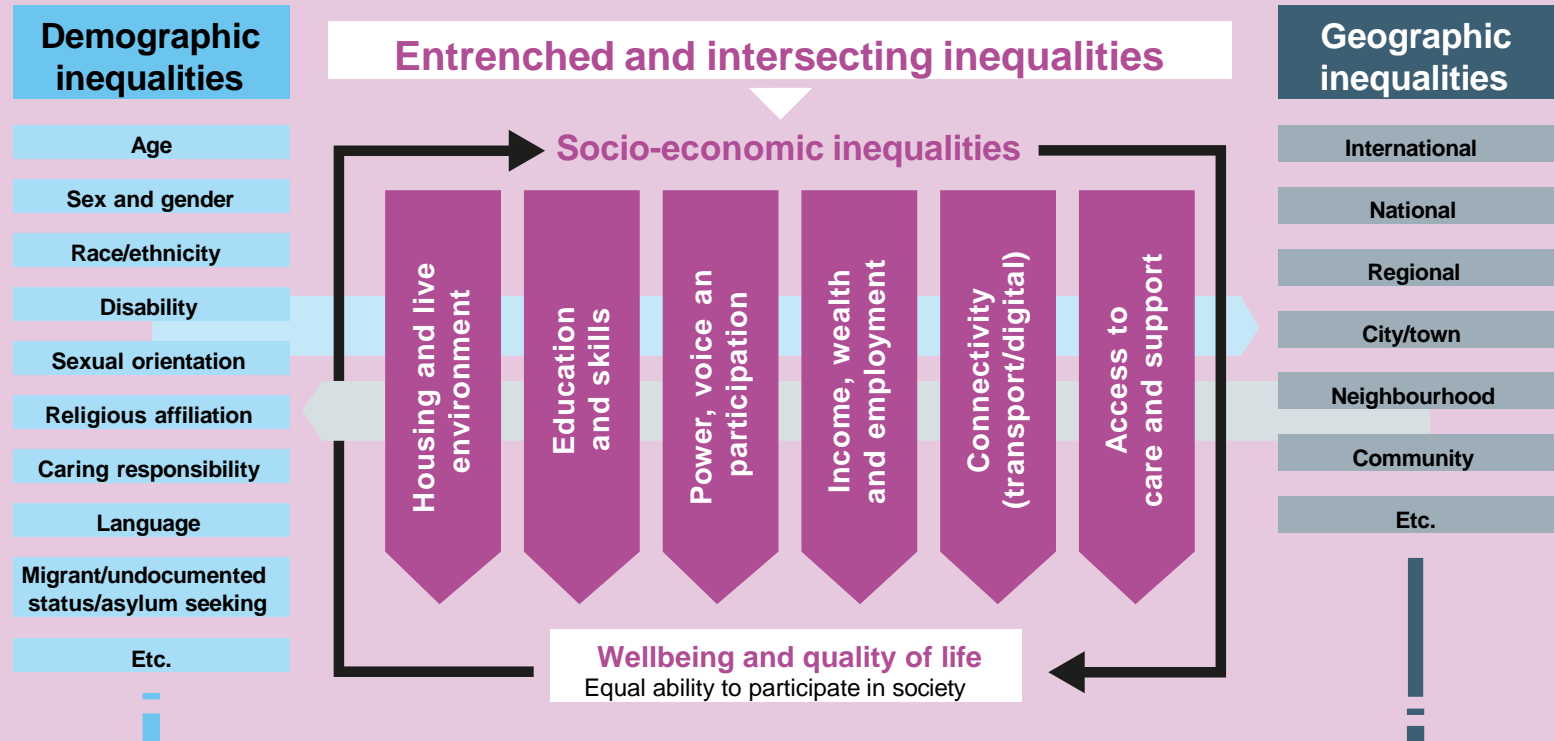 Demographic
inequalities
Age
Sex and gender
Race/ethnicity
Disability
Sexual orientation
Religious affiliation
Caring responsibility
Language
Migrant/undocumented
status/asylum seeking
Etc.
Entrenched and intersecting inequalities
Socio-economic inequalities
Housing and live
environment
Education
and skills
Power, voice an
participation
Income, wealth
and employment
Connectivity
(transport/digital)
Access to
care and support
Wellbeing and quality of life
Equal ability to participate in society
Geographic
inequalities
International
National
Regional
City/town
Neighbourhood
Community
Etc.